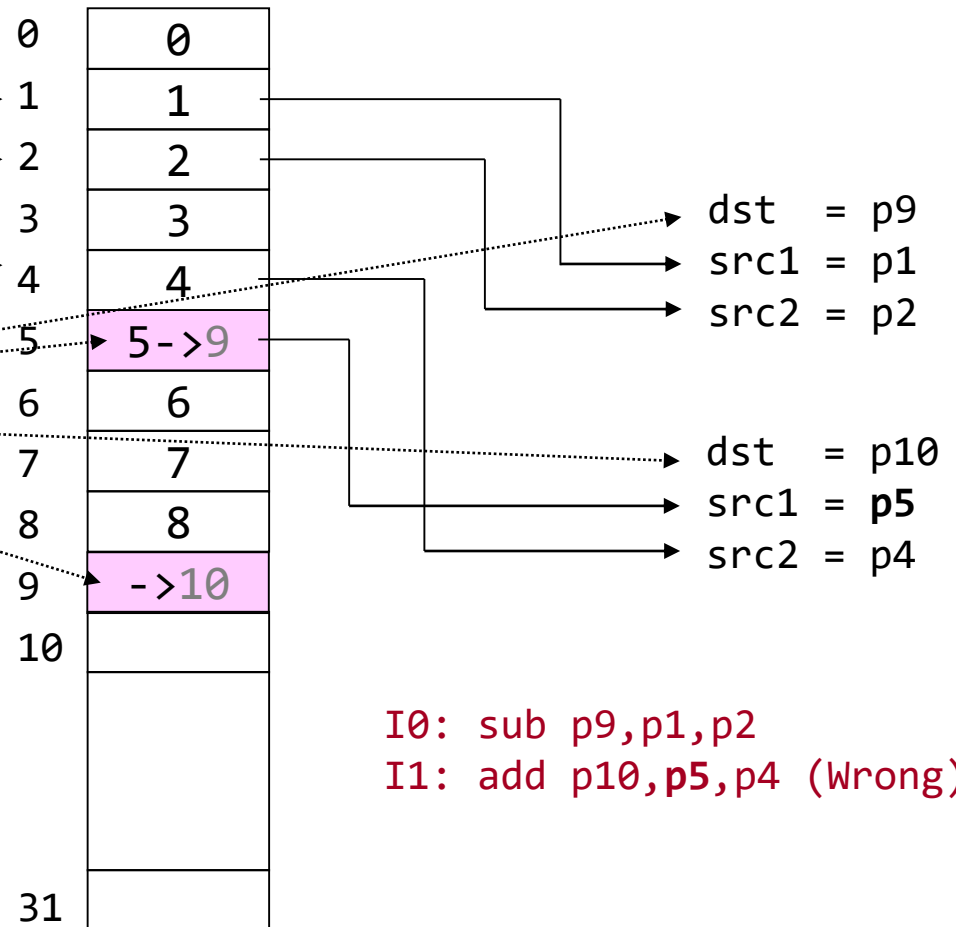 0 0
1 1
2 2
3 3
4 4
5 5->9
6 6
7 7
8 8
9 ->10
10
31
dst = p9
src1 = p1
src2 = p2
dst = p10
src1 = p5
src2 = p4
I0: sub p9,p1,p2
I1: add p10,p5,p4 (Wrong)